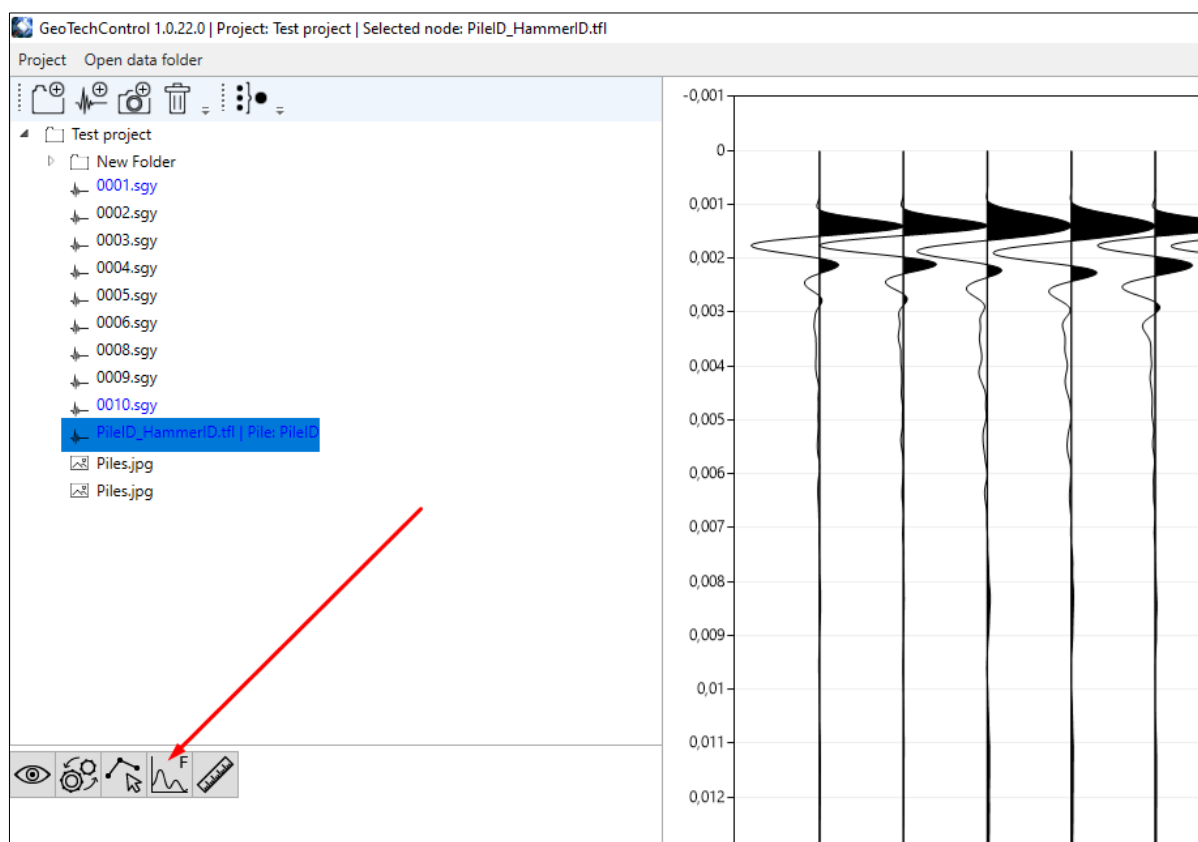 GeoTechControl 1.0.22.0 | Project: Test project | Selected node: PileID_HammerID.tfl
Project Open data folder
Test project
New Folder
0001.sgy
0002.sgy
0003.sgy
0004.sgy
0005.sgy
0006.sgy
0008.sgy
0009.sgy
0010.sgy
PileID_HammerID.tfl | Pile: PileID
Piles.jpg
Piles.jpg
F
-0,001
0
0,001
0,002
0,003
0,004
0,005
0,006
0,007
0,008
0,009
0,01
0,011
0,012